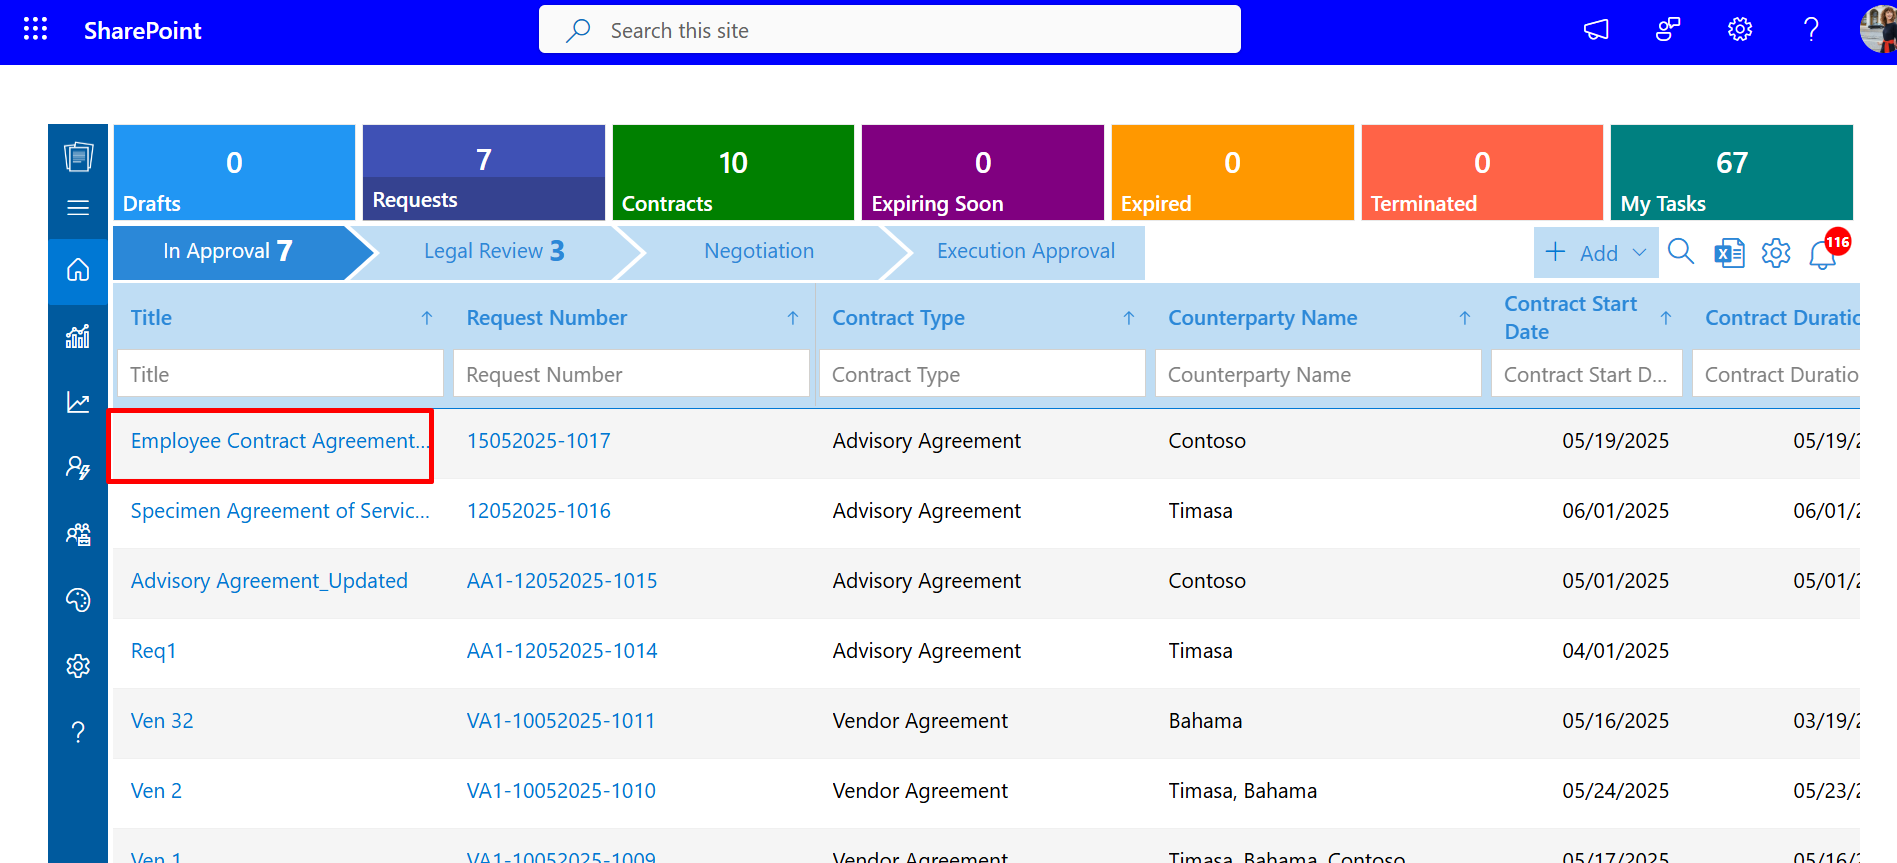 SharePoint
Search this site
0
Drafts
7
Requests
10
Contracts
0
Expiring Soon
0
Expired
0
Terminated
67
My Tasks
In Approval 7
Legal Review 3
Negotiation
Execution Approval
Add
116
Title
Request Number
Contract Type
Counterparty Name
Contract Start
Date
Contract Duratio
Title
Request Number
Contract Type
Counterparty Name
Contract Start D...
Contract Duratio
Employee Contract Agreement... 15052025-1017 Advisory Agreement Contoso 05/19/2025 05/19/2
Specimen Agreement of Servic... 12052025-1016 Advisory Agreement Timasa 06/01/2025 06/01/2
Advisory Agreement_Updated AA1-12052025-1015 Advisory Agreement Contoso 05/01/2025 05/01/2
Req1 AA1-12052025-1014 Advisory Agreement Timasa 04/01/2025
Ven 32 VA1-10052025-1011 Vendor Agreement Bahama 05/16/2025 03/19/2
Ven 2 VA1-10052025-1010 Vendor Agreement Timasa, Bahama 05/24/2025 05/23/2
Ven 1 VA1-10052025-1009 Vendor Agreement Timasa, Bahama, Contoso 05/17/2025 05/16/2